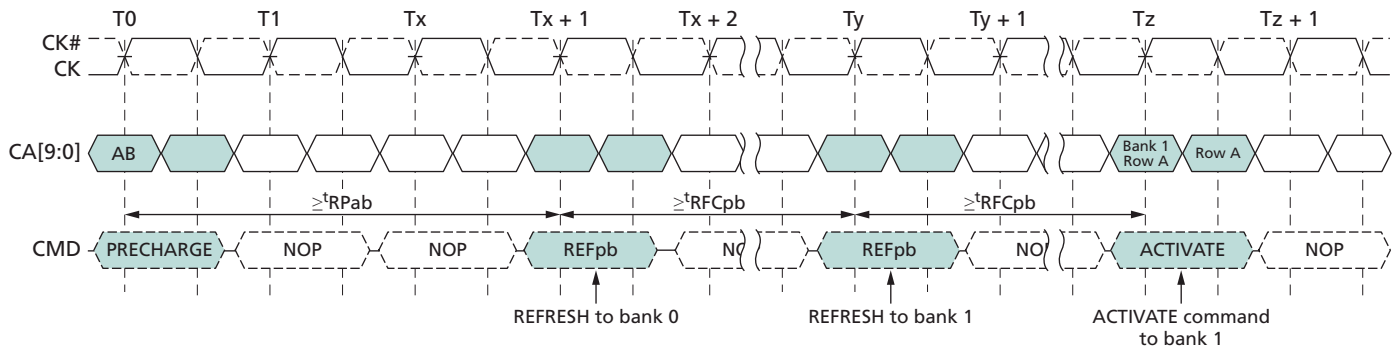 T0 T1 Tx Tx + 1 Tx + 2 Ty Ty + 1 Tz Tz + 1
CK#
CK
CA[9:0] AB Bank 1 Row A Row A
≥tRPab ≥tRFCpb ≥tRFCpb
CMD PRECHARGE NOP NOP REFpb NO REFpb NO ACTIVATE NOP
REFRESH to bank 0 REFRESH to bank 1 ACTIVATE command
to bank 1